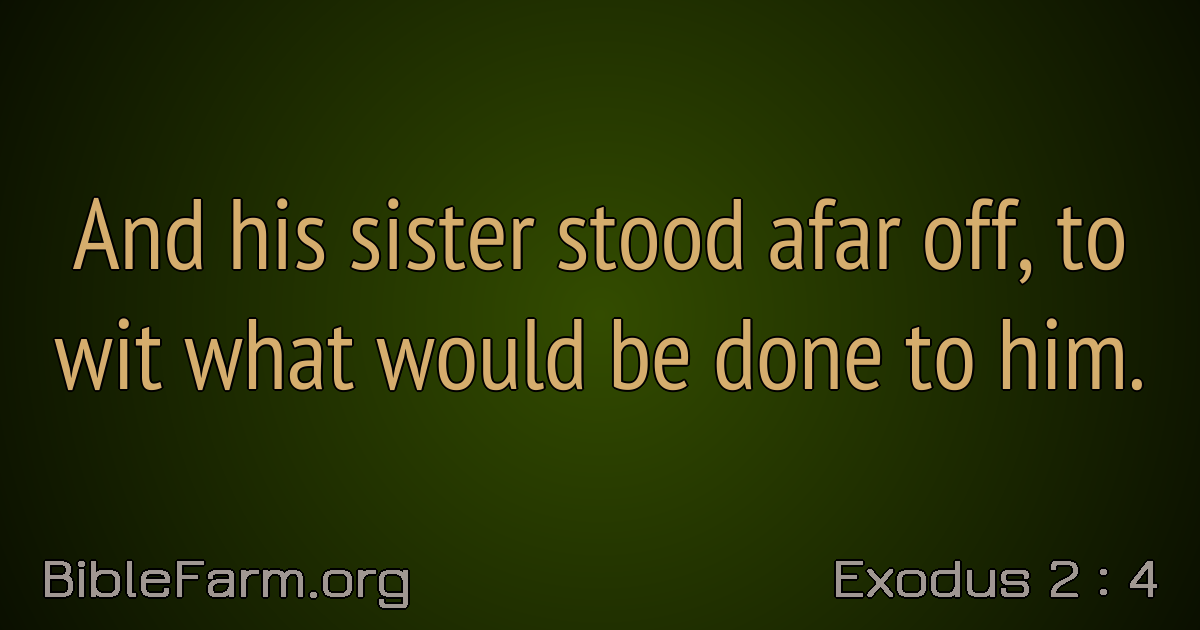 And his sister stood afar off, to
wit what would be done to him.
BibleFarm.org
Exodus 2 : 4